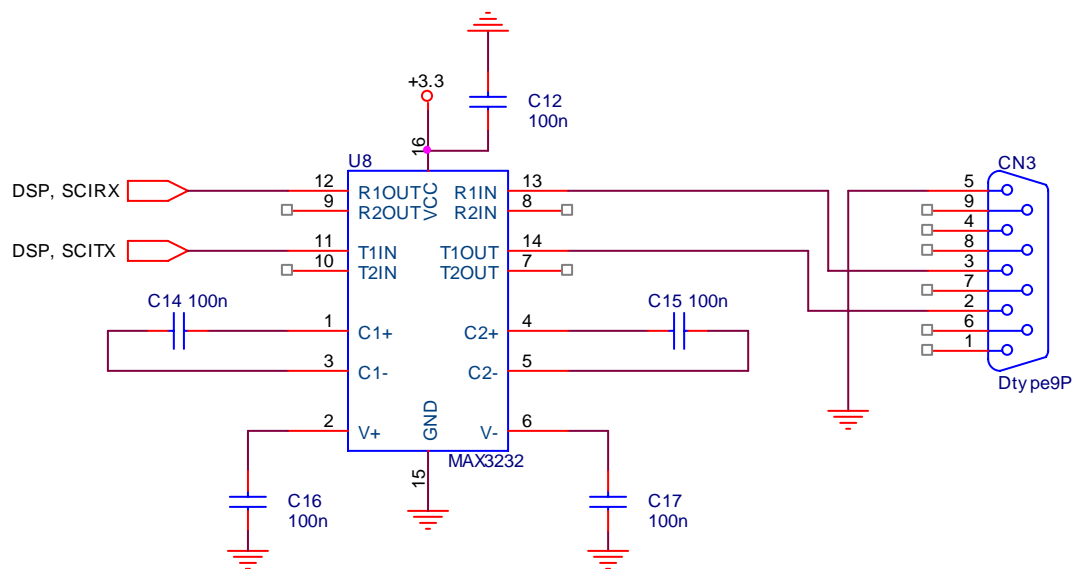 +3.3
C12
100n
16
U8
CN3
DSP, SCIRX
12
R1OUT
VCC
R1IN
13
5
9
R2OUT
R2IN
8
9
4
DSP, SCITX
11
T1IN
T1OUT
14
8
10
T2IN
T2OUT
7
3
7
C14 100n
C15 100n
2
1
C1+
C2+
4
6
3
C1-
C2-
5
1
Dtype9P
2
V+
GND
V-
6
MAX3232
15
C16
100n
C17
100n